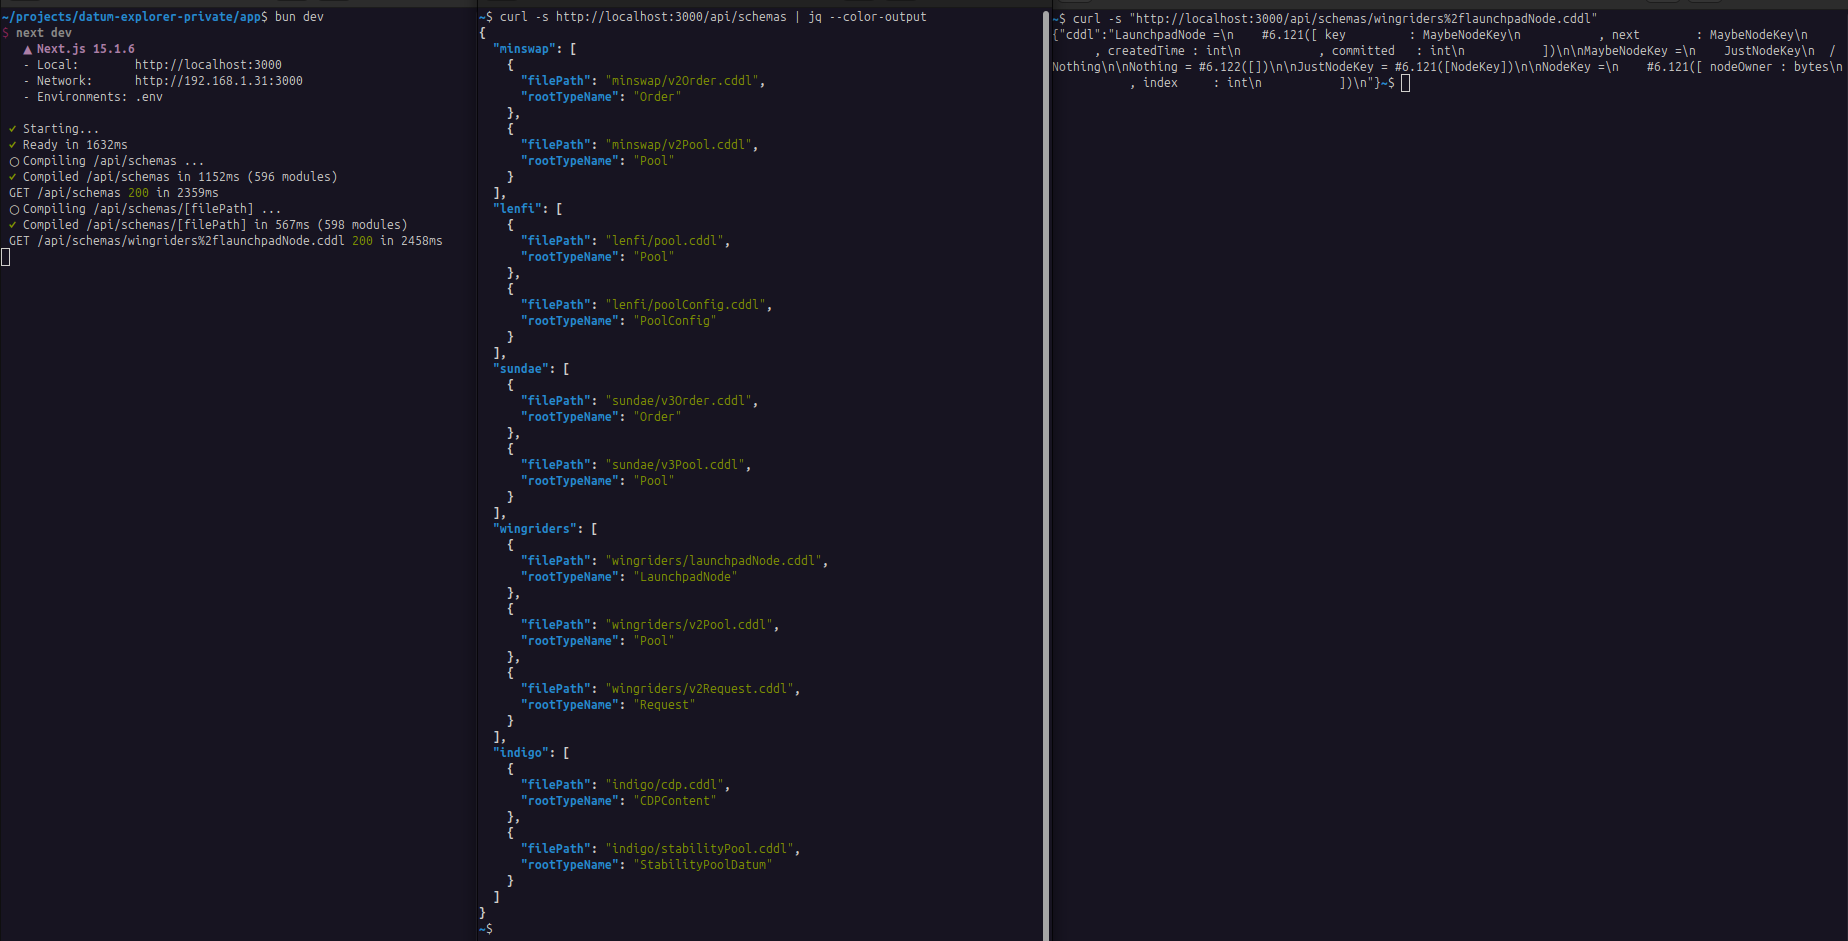 ~/projects/datum-explorer-private/app$ bun dev
$ next dev
▲ Next.js 15.1.6
- Local:        http://localhost:3000
- Network:      http://192.168.1.31:3000
- Environments: .env
✓ Starting...
✓ Ready in 1632ms
○ Compiling /api/schemas ...
✓ Compiled /api/schemas in 1152ms (596 modules)
GET /api/schemas 200 in 2359ms
○ Compiling /api/schemas/[filePath] ...
✓ Compiled /api/schemas/[filePath] in 567ms (598 modules)
GET /api/schemas/wingriders%2flaunchpadNode.cddl 200 in 2458ms
~$ curl -s http://localhost:3000/api/schemas | jq --color-output
{
  "minswap": [
    {
      "filePath": "minswap/v2Order.cddl",
      "rootTypeName": "Order"
    },
    {
      "filePath": "minswap/v2Pool.cddl",
      "rootTypeName": "Pool"
    }
  ],
  "lenfi": [
    {
      "filePath": "lenfi/pool.cddl",
      "rootTypeName": "Pool"
    },
    {
      "filePath": "lenfi/poolConfig.cddl",
      "rootTypeName": "PoolConfig"
    }
  ],
  "sundae": [
    {
      "filePath": "sundae/v3Order.cddl",
      "rootTypeName": "Order"
    },
    {
      "filePath": "sundae/v3Pool.cddl",
      "rootTypeName": "Pool"
    }
  ],
  "wingriders": [
    {
      "filePath": "wingriders/launchpadNode.cddl",
      "rootTypeName": "LaunchpadNode"
    },
    {
      "filePath": "wingriders/v2Pool.cddl",
      "rootTypeName": "Pool"
    },
    {
      "filePath": "wingriders/v2Request.cddl",
      "rootTypeName": "Request"
    }
  ],
  "indigo": [
    {
      "filePath": "indigo/cdp.cddl",
      "rootTypeName": "CDPContent"
    },
    {
      "filePath": "indigo/stabilityPool.cddl",
      "rootTypeName": "StabilityPoolDatum"
    }
  ]
}
~$
~$ curl -s "http://localhost:3000/api/schemas/wingriders%2flaunchpadNode.cddl"
{"cddl":"LaunchpadNode =\n    #6.121([ key         : MaybeNodeKey\n           , next        : MaybeNodeKey\n
      , createdTime : int\n           , committed   : int\n           ])\n\nMaybeNodeKey =\n    JustNodeKey\n  /
Nothing\n\nNothing = #6.122([])\n\nJustNodeKey = #6.121([NodeKey])\n\nNodeKey =\n    #6.121([ nodeOwner : bytes\n
           , index     : int\n           ])\n"}~$